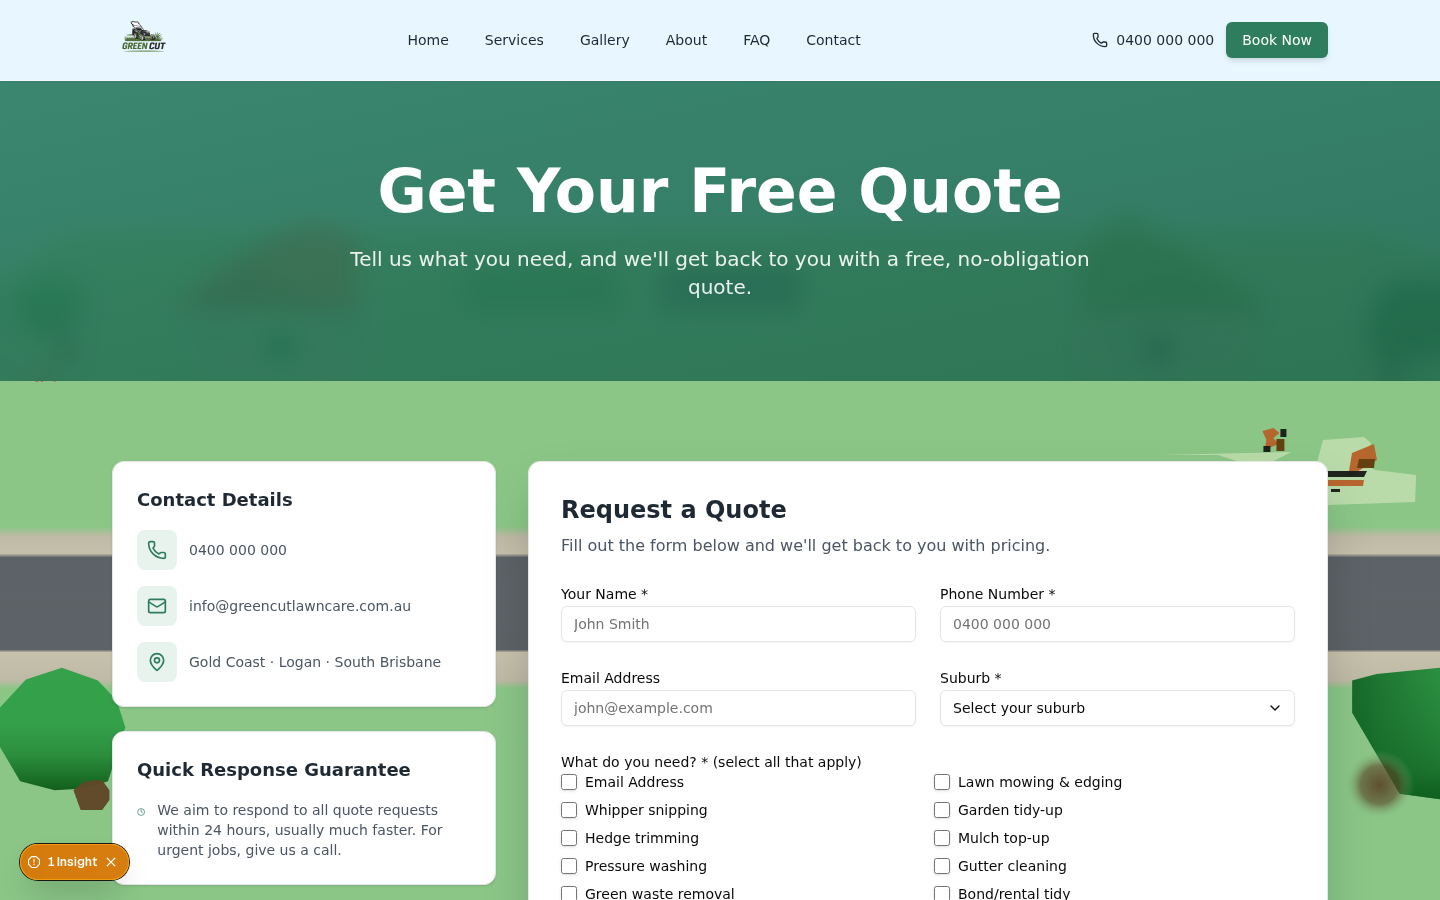 GREEN CUT
Home
Services
Gallery
About
FAQ
Contact
0400 000 000
Book Now
Get Your Free Quote
Tell us what you need, and we'll get back to you with a free, no-obligation
quote.
Contact Details
0400 000 000
info@greencutlawncare.com.au
Gold Coast · Logan · South Brisbane
Quick Response Guarantee
We aim to respond to all quote requests
within 24 hours, usually much faster. For
urgent jobs, give us a call.
1 Insight
Request a Quote
Fill out the form below and we'll get back to you with pricing.
Your Name *
John Smith
Phone Number *
0400 000 000
Email Address
john@example.com
Suburb *
Select your suburb
What do you need? * (select all that apply)
Email Address
Lawn mowing & edging
Whipper snipping
Garden tidy-up
Hedge trimming
Mulch top-up
Pressure washing
Gutter cleaning
Green waste removal
Bond/rental tidy